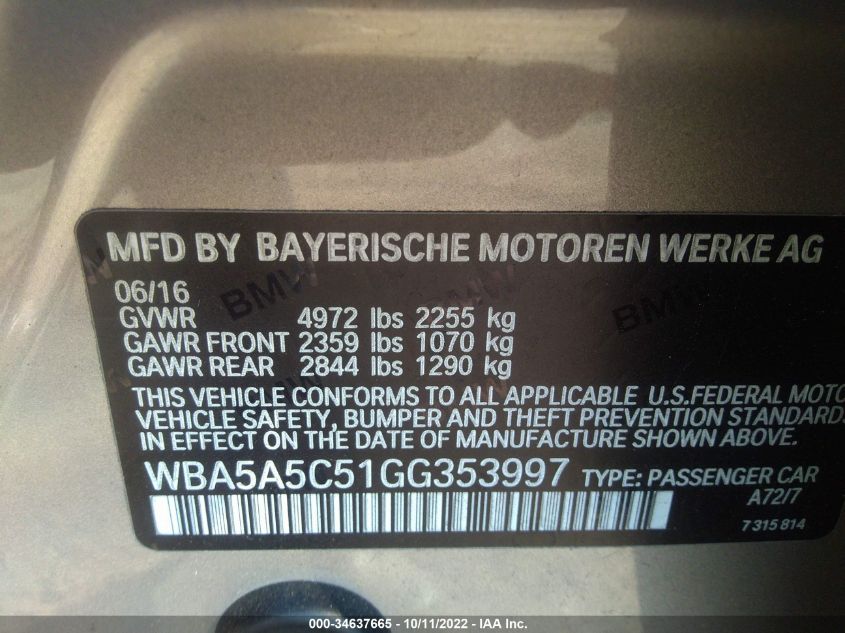 MFD BY BAYERISCHE MOTOREN WERKE AG
06/16
GVWR 4972 lbs 2255 kg
GAWR FRONT 2359 lbs 1070 kg
GAWR REAR 2844 lbs 1290 kg
THIS VEHICLE CONFORMS TO ALL APPLICABLE U.S.FEDERAL MOTO
VEHICLE SAFETY, BUMPER AND THEFT PREVENTION STANDARDS
IN EFFECT ON THE DATE OF MANUFACTURE SHOWN ABOVE.
WBA5A5C51GG353997 TYPE: PASSENGER CAR
A72/7
7 315 814
BMW
BMW
BMW
000-34637665 - 10/11/2022 - IAA Inc.